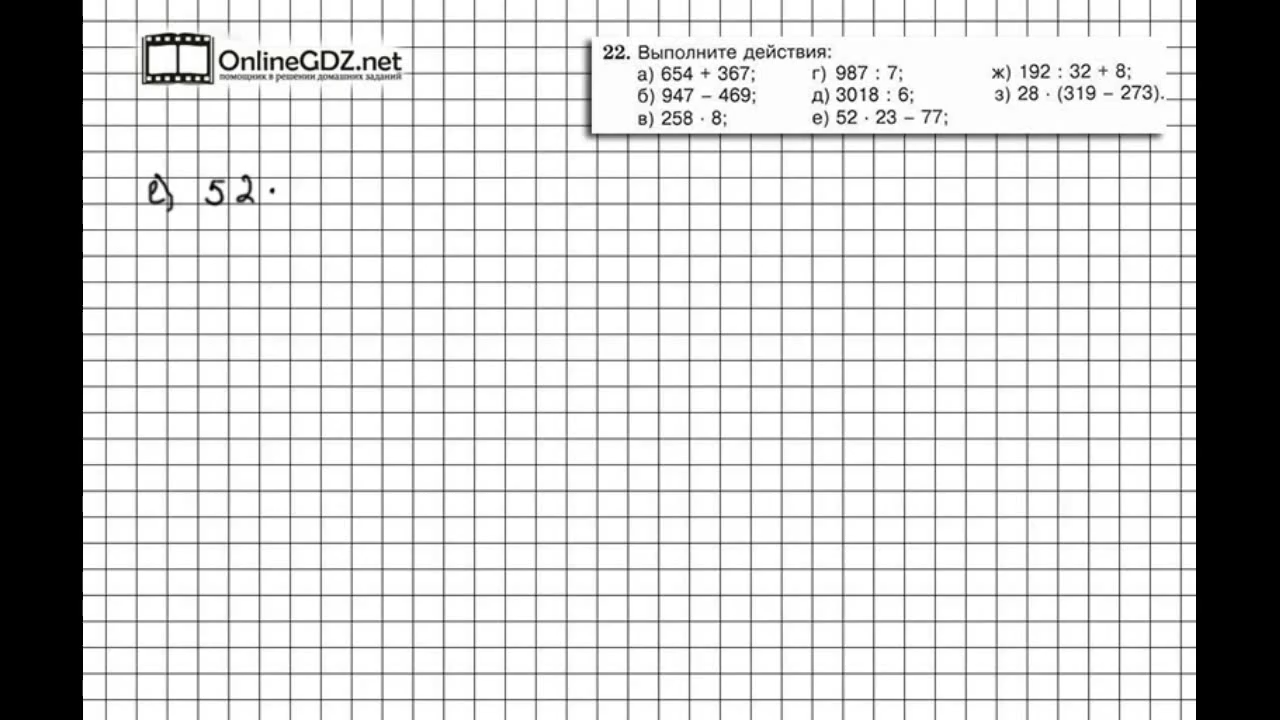 OnlineGDZ.net
помощник в решении домашних заданий
22. Выполните действия:
а) 654 + 367; г) 987 : 7; ж) 192 : 32 + 8;
б) 947 – 469; д) 3018 : 6; з) 28 · (319 – 273).
в) 258 · 8; е) 52 · 23 – 77;
е) 52 ·